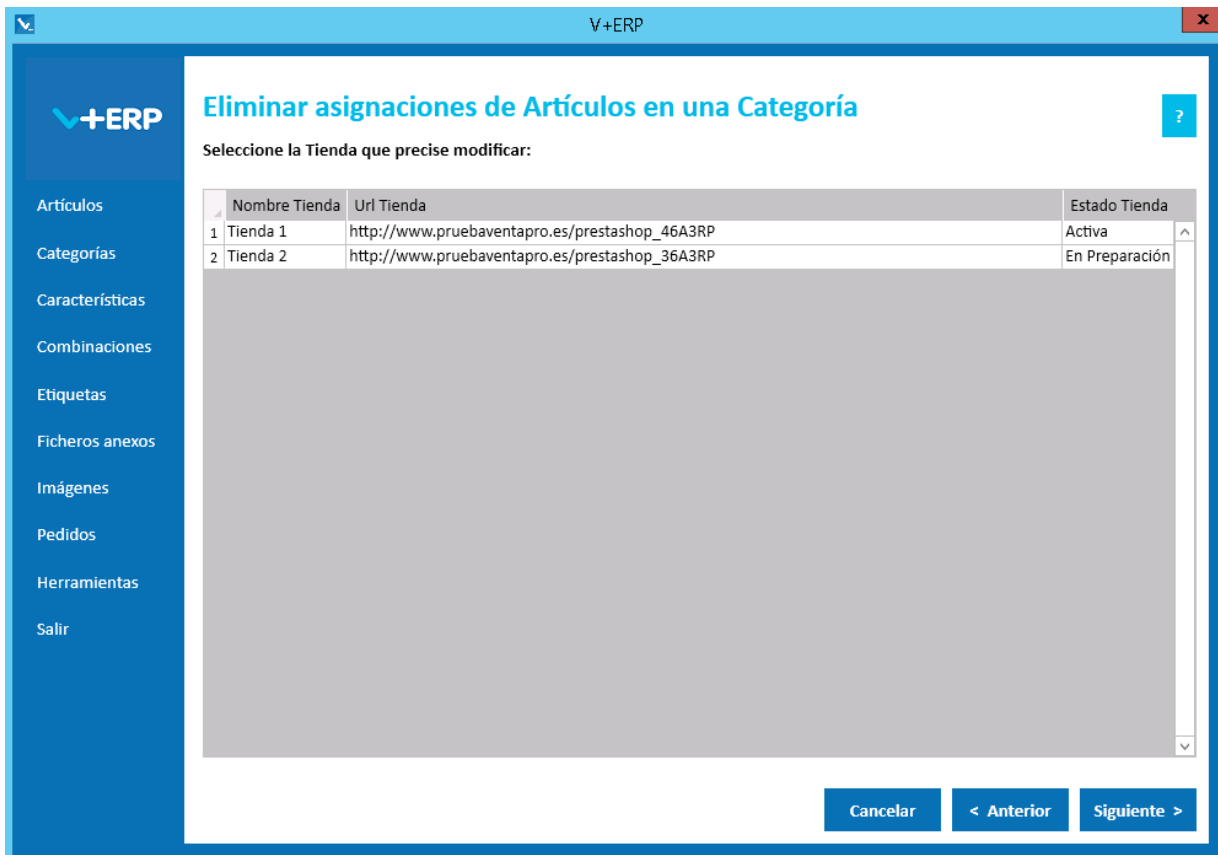 V+ERP
x
V+ERP
Eliminar asignaciones de Artículos en una Categoría
?
Seleccione la Tienda que precise modificar:
Artículos
Categorías
Características
Combinaciones
Etiquetas
Ficheros anexos
Imágenes
Pedidos
Herramientas
Salir
Nombre Tienda Url Tienda Estado Tienda
1 Tienda 1 http://www.pruebaventapro.es/prestashop_46A3RP Activa
2 Tienda 2 http://www.pruebaventapro.es/prestashop_36A3RP En Preparación
Cancelar < Anterior Siguiente >